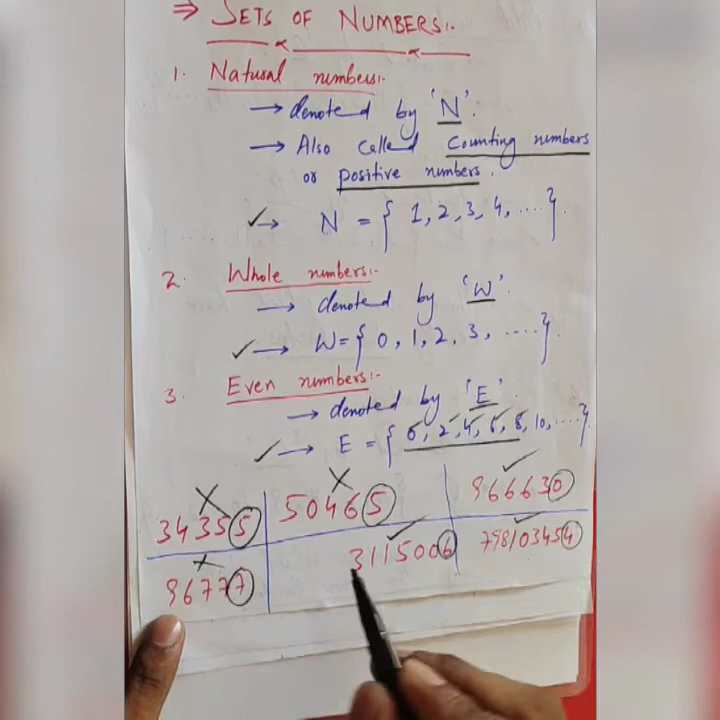 ⇒ SETS OF NUMBERS:-
1. Natural numbers:-
→ denoted by 'N'.
→ Also called Counting numbers
or positive numbers.
✓→ N = { 1, 2, 3, 4, ....}.
2. Whole numbers:-
→ denoted by 'W'.
✓→ W = { 0, 1, 2, 3, ....}.
3. Even numbers:-
→ denoted by 'E'.
✓→ E = { 0, 2, 4, 6, 8, 10, ....}.
34355 50465 966630
96777 3115006 798103454